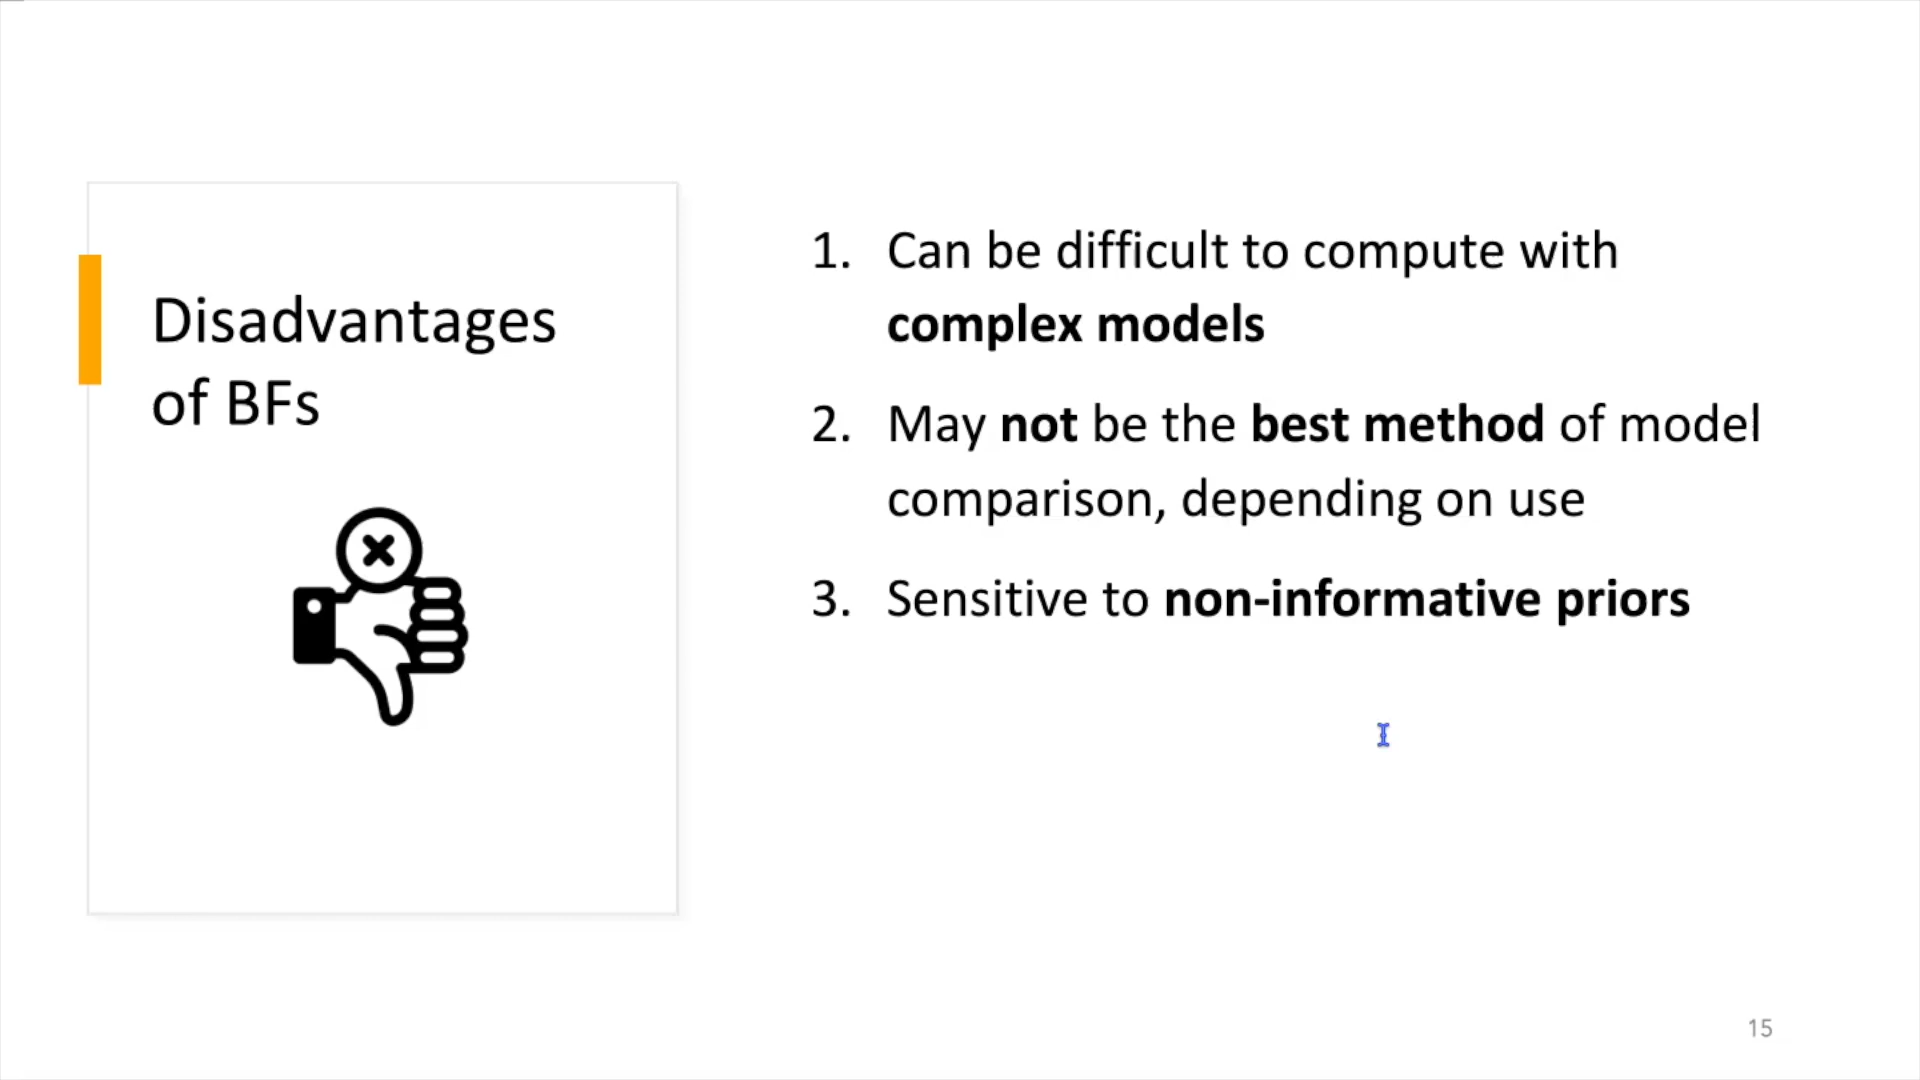 Disadvantages
of BFs
1. Can be difficult to compute with
complex models
2. May not be the best method of model
comparison, depending on use
3. Sensitive to non-informative priors
15